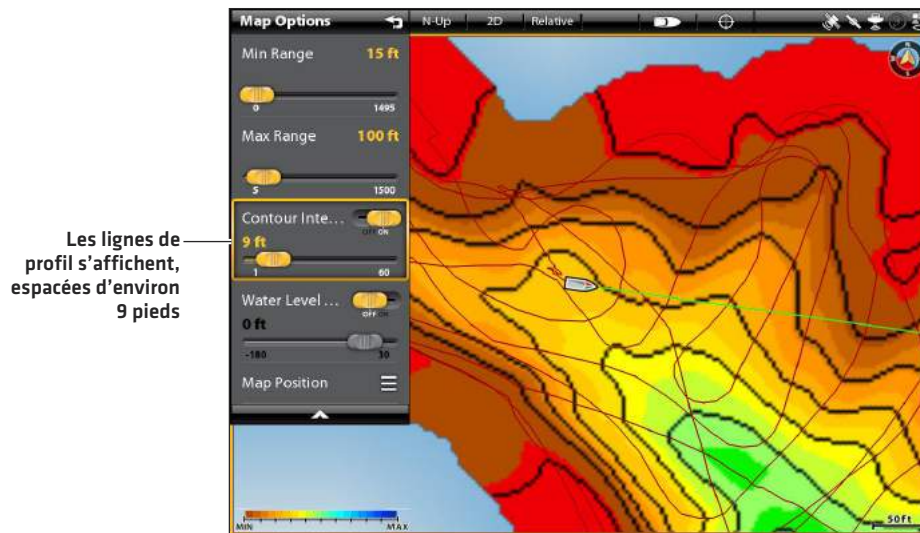 Map Options
N-Up 2D Relative
Min Range 15 ft
0 1495
Max Range 100 ft
5 1500
Contour Inte...
OFF ON
9 ft
1 60
Les lignes de
profil s'affichent,
espacées d'environ
9 pieds
Water Level ...
OFF ON
0 ft
-180 30
Map Position
MIN MAX
50 ft